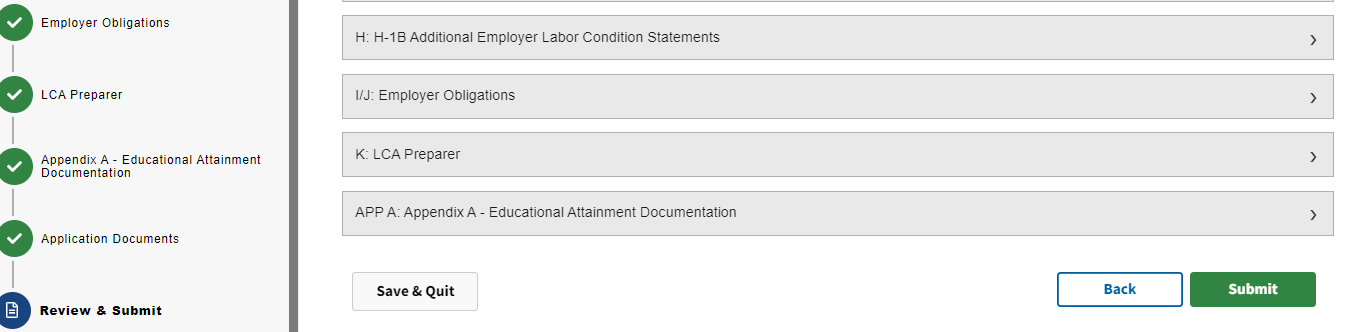 Employer Obligations
LCA Preparer
Appendix A - Educational Attainment
Documentation
Application Documents
Review & Submit
H: H-1B Additional Employer Labor Condition Statements
I/J: Employer Obligations
K: LCA Preparer
APP A: Appendix A - Educational Attainment Documentation
Save & Quit
Back
Submit